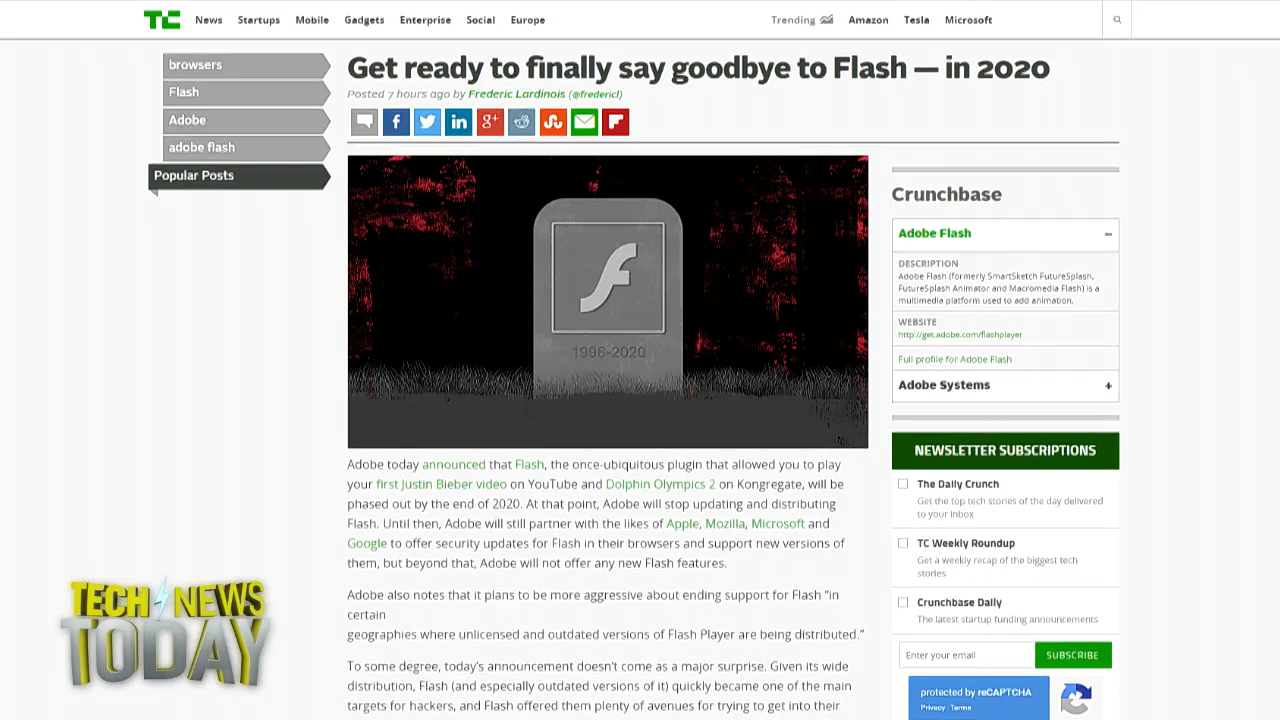 TC News Startups Mobile Gadgets Enterprise Social Europe Trending Amazon Tesla Microsoft
browsers
Flash
Adobe
adobe flash
Popular Posts
Get ready to finally say goodbye to Flash — in 2020
Posted 7 hours ago by Frederic Lardinois (@fredericl)
f in g+
f
1996-2020
Adobe today announced that Flash, the once-ubiquitous plugin that allowed you to play
your first Justin Bieber video on YouTube and Dolphin Olympics 2 on Kongregate, will be
phased out by the end of 2020. At that point, Adobe will stop updating and distributing
Flash. Until then, Adobe will still partner with the likes of Apple, Mozilla, Microsoft and
Google to offer security updates for Flash in their browsers and support new versions of
them, but beyond that, Adobe will not offer any new Flash features.
Adobe also notes that it plans to be more aggressive about ending support for Flash “in
certain
geographies where unlicensed and outdated versions of Flash Player are being distributed.”
To some degree, today’s announcement doesn’t come as a major surprise. Given its wide
distribution, Flash (and especially outdated versions of it) quickly became one of the main
targets for hackers, and Flash offered them plenty of avenues for trying to get into their
Crunchbase
Adobe Flash –
DESCRIPTION
Adobe Flash (formerly SmartSketch FutureSplash,
FutureSplash Animator and Macromedia Flash) is a
multimedia platform used to add animation,
WEBSITE
http://get.adobe.com/flashplayer
Full profile for Adobe Flash
Adobe Systems +
NEWSLETTER SUBSCRIPTIONS
The Daily Crunch
Get the top tech stories of the day delivered
to your inbox
TC Weekly Roundup
Get a weekly recap of the biggest tech
stories
Crunchbase Daily
The latest startup funding announcements
Enter your email SUBSCRIBE
protected by reCAPTCHA
Privacy - Terms
TECH NEWS
TODAY